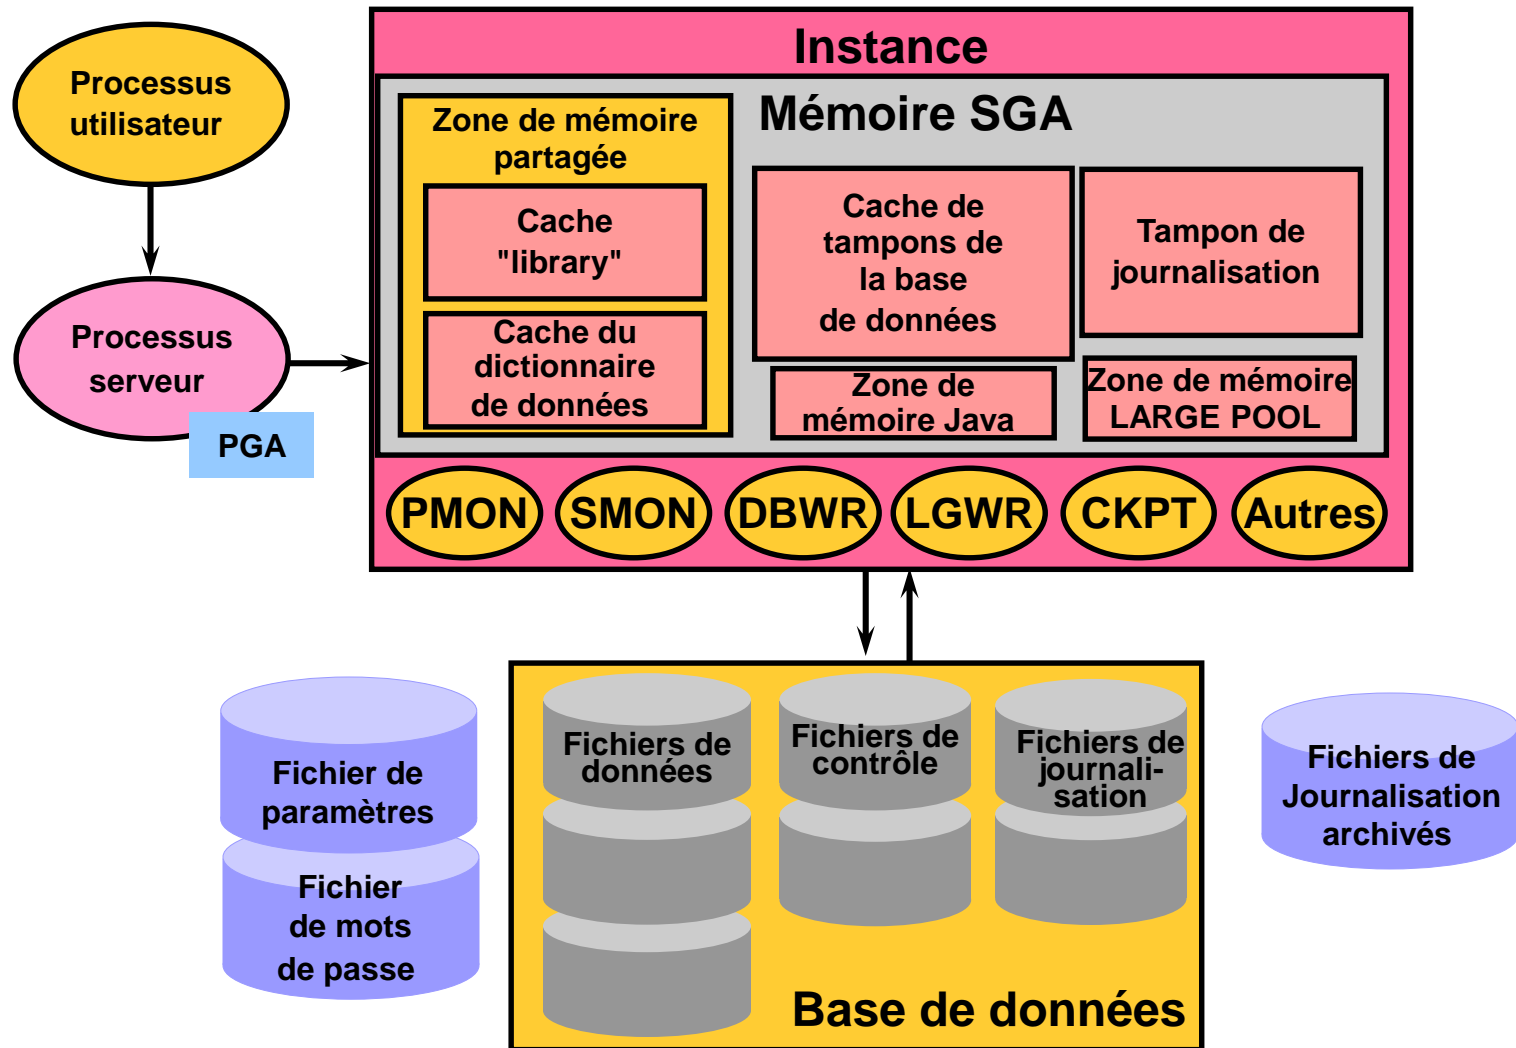 Processus
utilisateur
Processus
serveur
PGA
Instance
Mémoire SGA
Zone de mémoire
partagée
Cache
"library"
Cache du
dictionnaire
de données
Cache de
tampons de
la base
de données
Tampon de
journalisation
Zone de
mémoire Java
Zone de mémoire
LARGE POOL
PMON
SMON
DBWR
LGWR
CKPT
Autres
Fichier de
paramètres
Fichier
de mots
de passe
Fichiers de
données
Fichiers de
contrôle
Fichiers de
journali-
sation
Base de données
Fichiers de
Journalisation
archivés